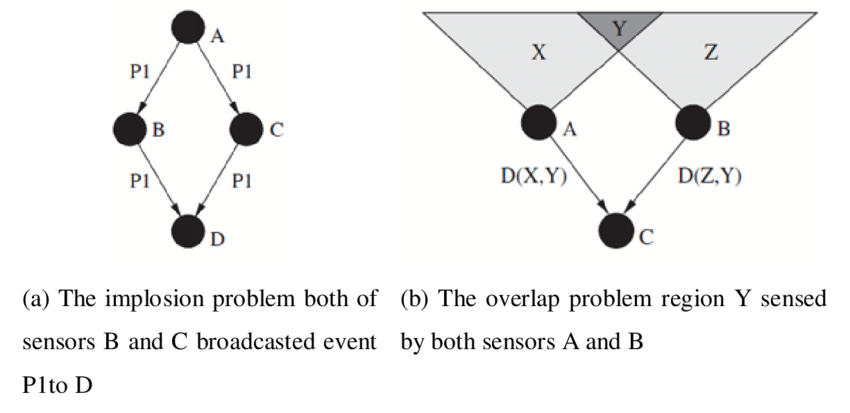 A
P1 P1
B C
P1 P1
D
Y
X Z
A B
D(X,Y) D(Z,Y)
C
(a) The implosion problem both of
sensors B and C broadcasted event
P1to D
(b) The overlap problem region Y sensed
by both sensors A and B